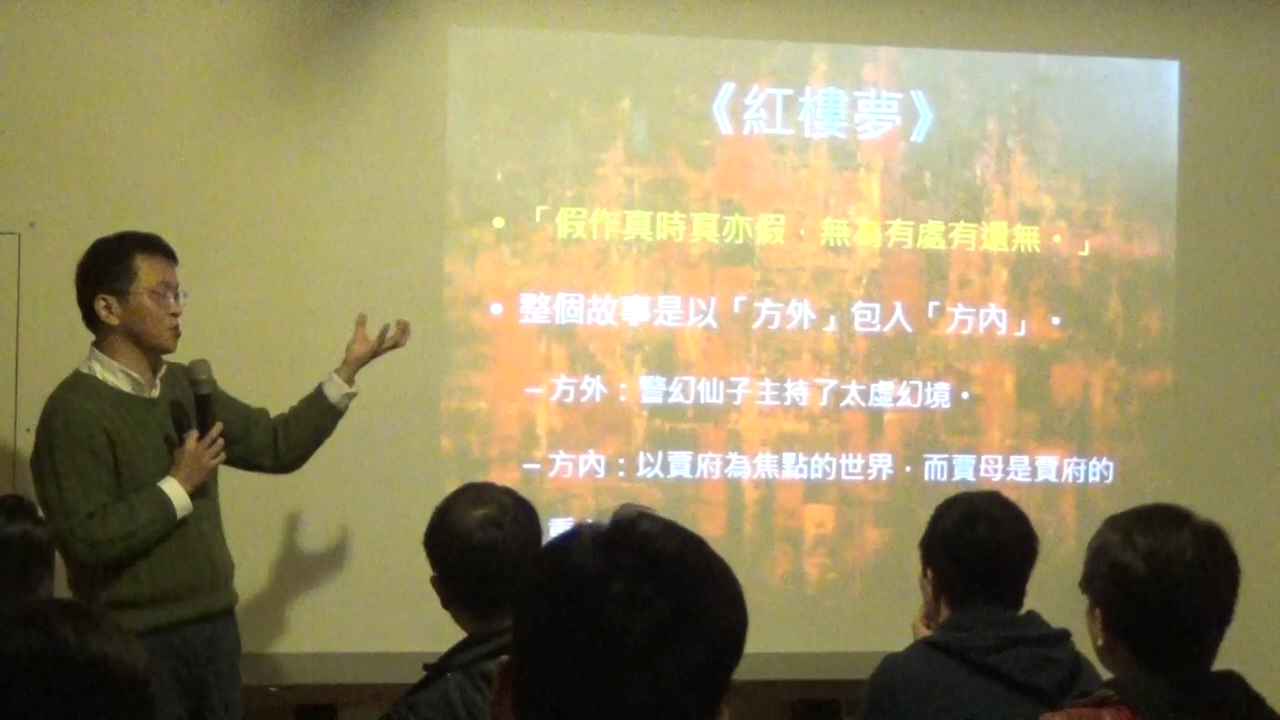 《紅樓夢》
• 「假作真時真亦假，無為有處有還無。」
• 整個故事是以「方外」包入「方內」。
– 方外：警幻仙子主持了太虛幻境。
– 方內：以賈府為焦點的世界，而賈母是賈府的